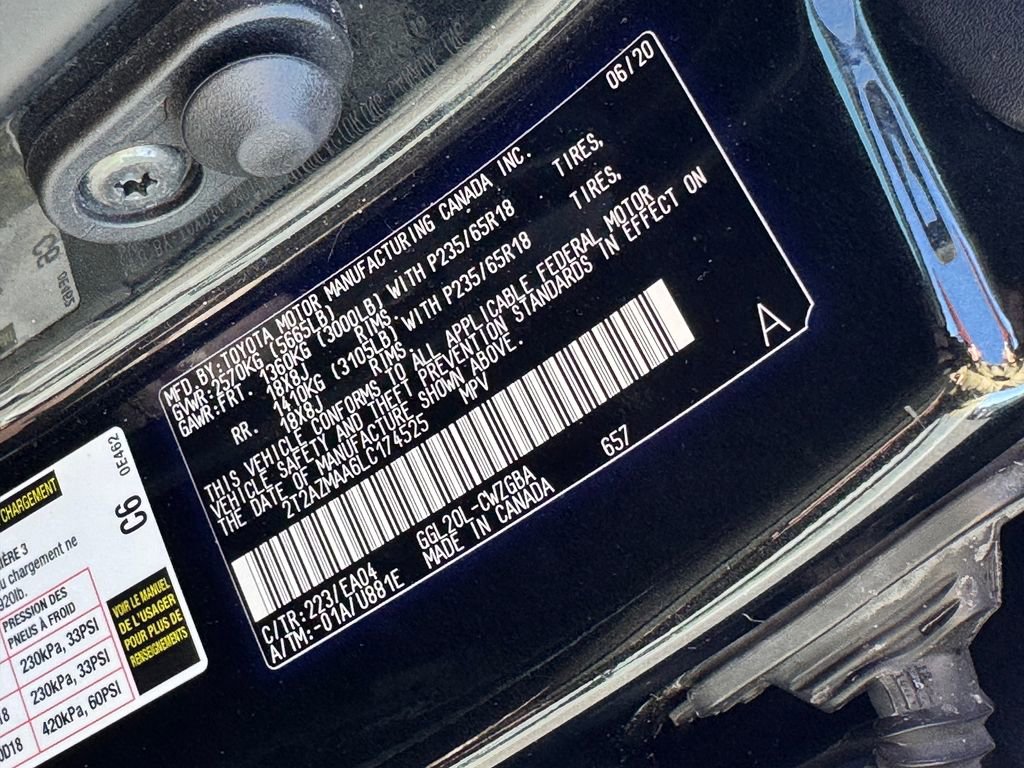 06/20
MFD. BY: TOYOTA MOTOR MANUFACTURING CANADA INC.
GVWR: 2570KG (5665LB)
GAWR: FRT. 1360KG (3000LB) WITH P235/65R18 TIRES,
18X8J RIMS
RR. 1410KG (3105LB) WITH P235/65R18 TIRES,
18X8J RIMS
THIS VEHICLE CONFORMS TO ALL APPLICABLE FEDERAL MOTOR
VEHICLE SAFETY AND THEFT PREVENTION STANDARDS IN EFFECT ON
THE DATE OF MANUFACTURE SHOWN ABOVE.
2T2AZMAA6LC174525 MPV
A
C/TR: 223/EA04 GGL20L-CWZGBA 657
A/TM: -01A/U881E MADE IN CANADA
0E462
C6
CHARGEMENT
chargement ne
920lb.
PRESSION DES
PNEUS À FROID
230kPa, 33PSI
230kPa, 33PSI
420kPa, 60PSI
VOIR LE MANUEL
DE L'USAGER
POUR PLUS DE
RENSEIGNEMENTS